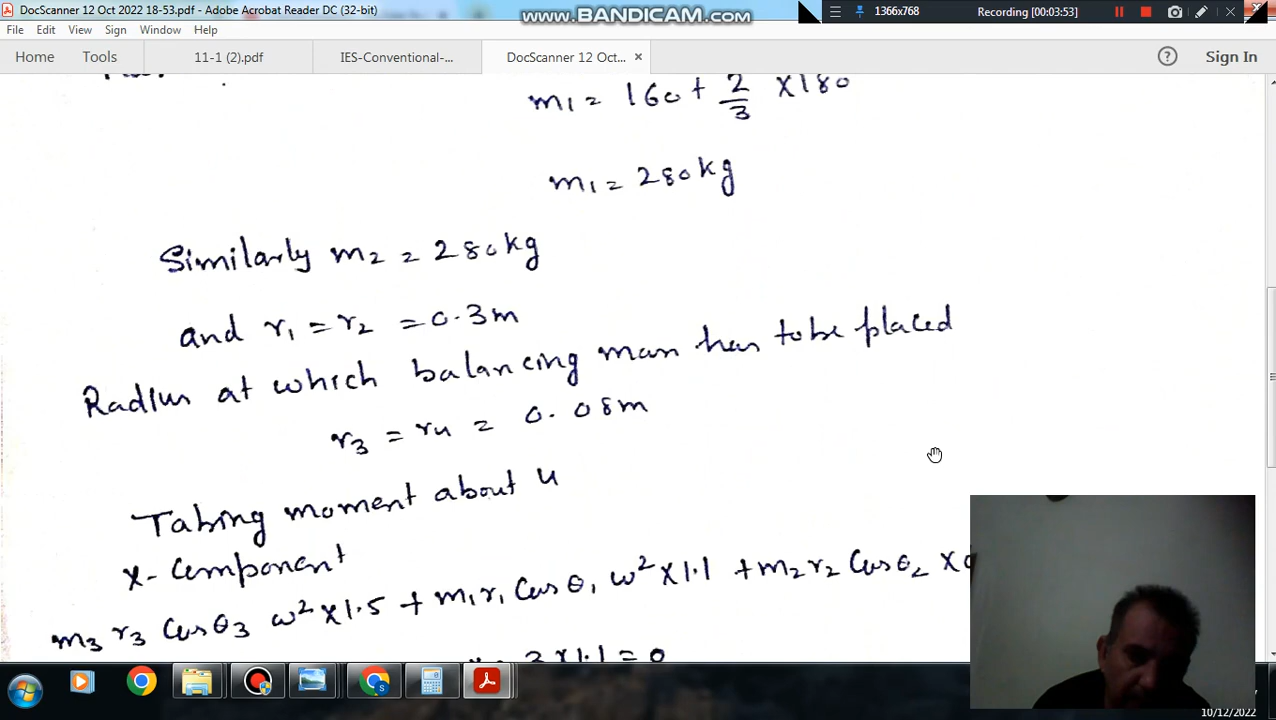 DocScanner 12 Oct 2022 18-53.pdf - Adobe Acrobat Reader DC (32-bit)
www.BANDICAM.com
1366x768
Recording [00:03:53]
File Edit View Sign Window Help
Home Tools 11-1 (2).pdf IES-Conventional-... DocScanner 12 Oct... × Sign In
m1 = 160 + 2/3 × 180
m1 = 280 kg
Similarly m2 = 280 kg
and r1 = r2 = 0.3m
Radius at which balancing mass has to be placed
r3 = r4 = 0.08m
Taking moment about 4
x-component
m3 r3 Cos θ3 ω² × 1.5 + m1 r1 Cos θ1 ω² × 1.1 + m2 r2 Cos θ2 ×
× 1.1 = 0
10/12/2022